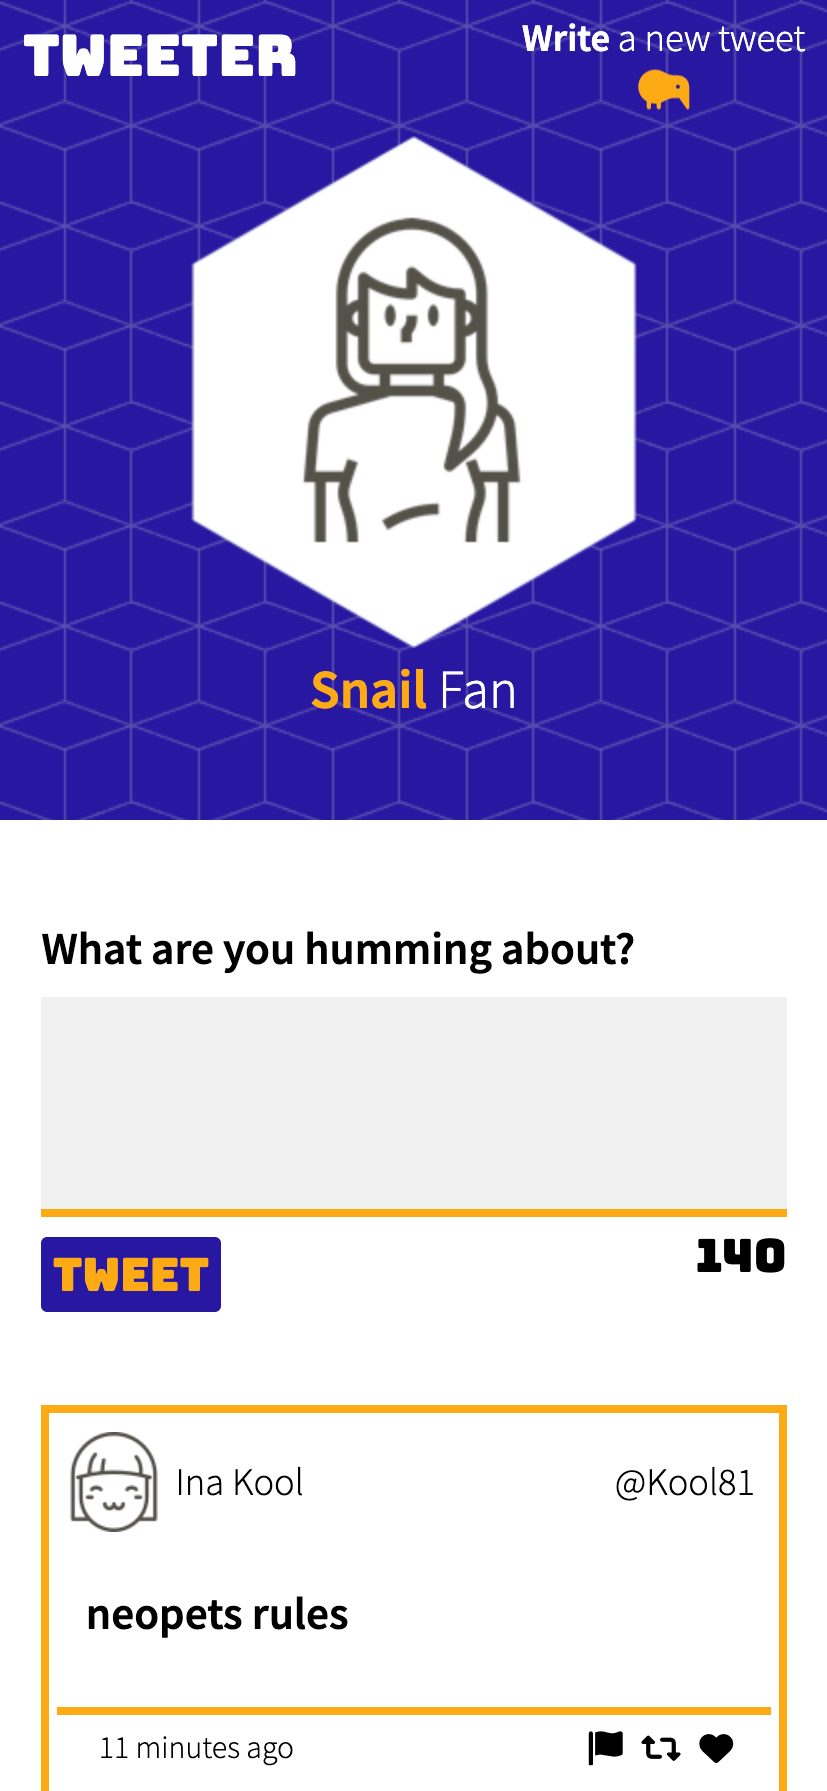 TWEETER
Write a new tweet
Snail Fan
What are you humming about?
TWEET
140
Ina Kool
@Kool81
neopets rules
11 minutes ago